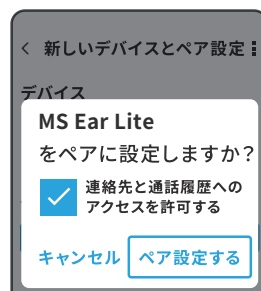 新しいデバイスとペア設定
デバイス
MS Ear Lite
をペアに設定しますか?
連絡先と通話履歴への
アクセスを許可する
キャンセル ペア設定する